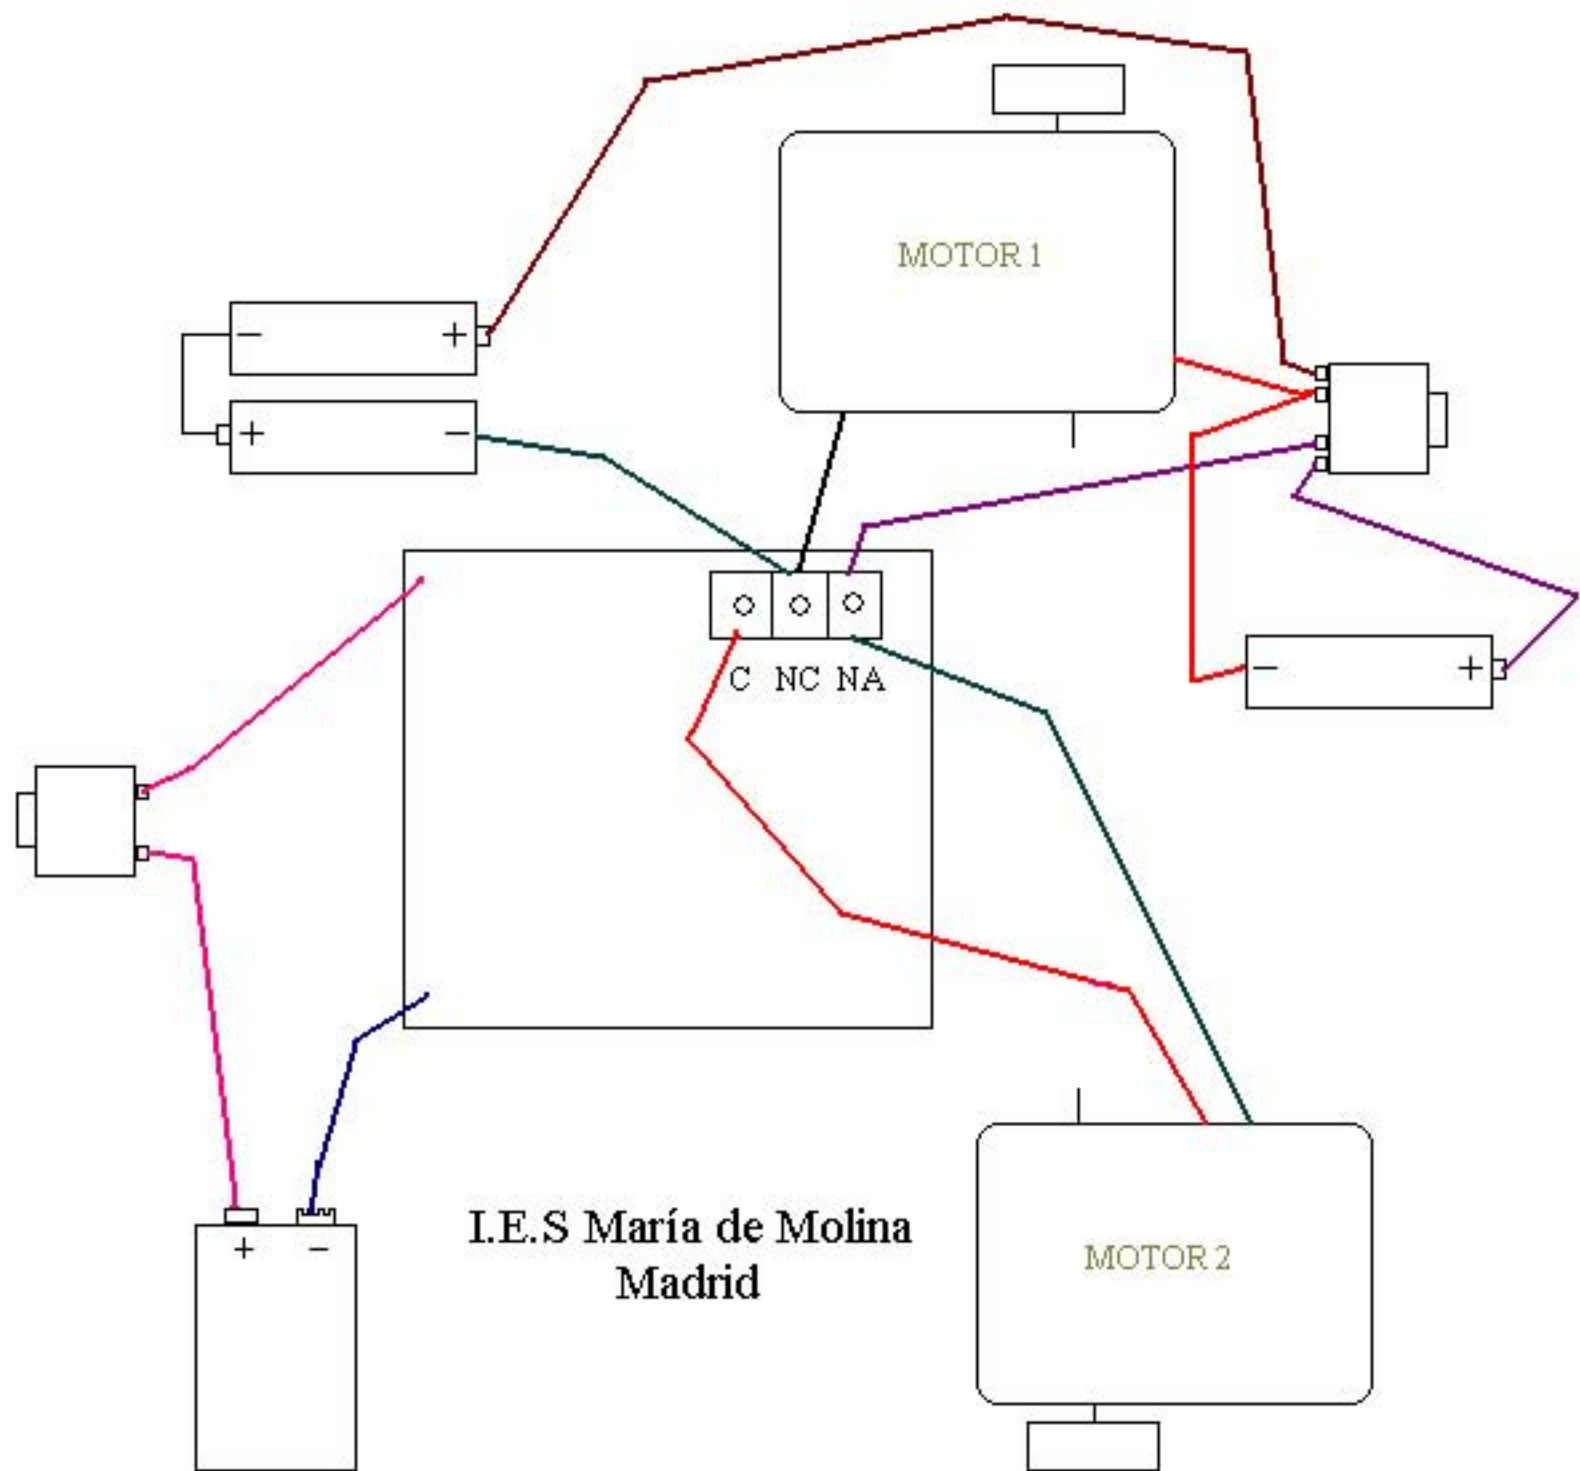 MOTOR 1
− +
+ −
C NC NA
− +
+ −
I.E.S María de Molina
Madrid
MOTOR 2